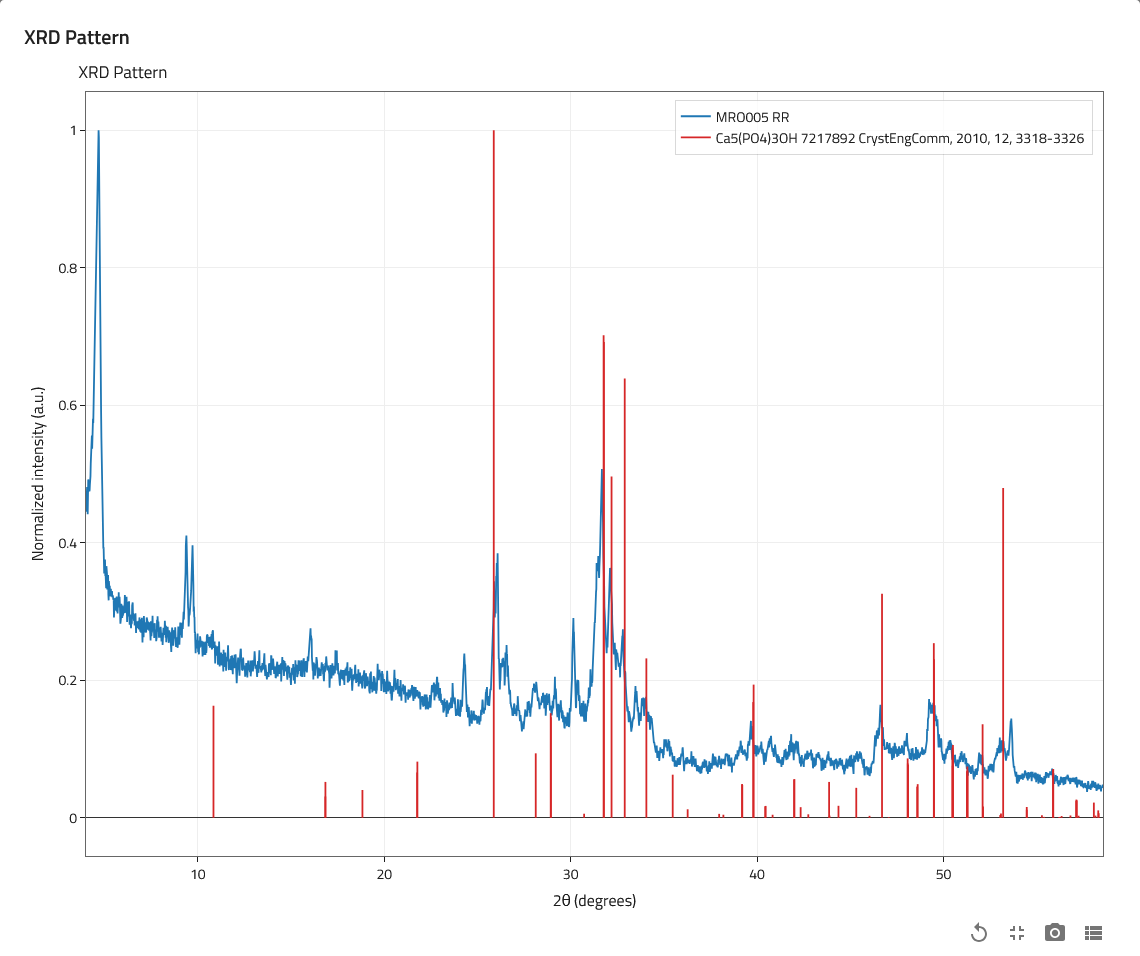 XRD Pattern
XRD Pattern
MRO005 RR
Ca5(PO4)3OH 7217892 CrystEngComm, 2010, 12, 3318-3326
1
0.8
0.6
0.4
0.2
0
Normalized intensity (a.u.)
10 20 30 40 50
2θ (degrees)